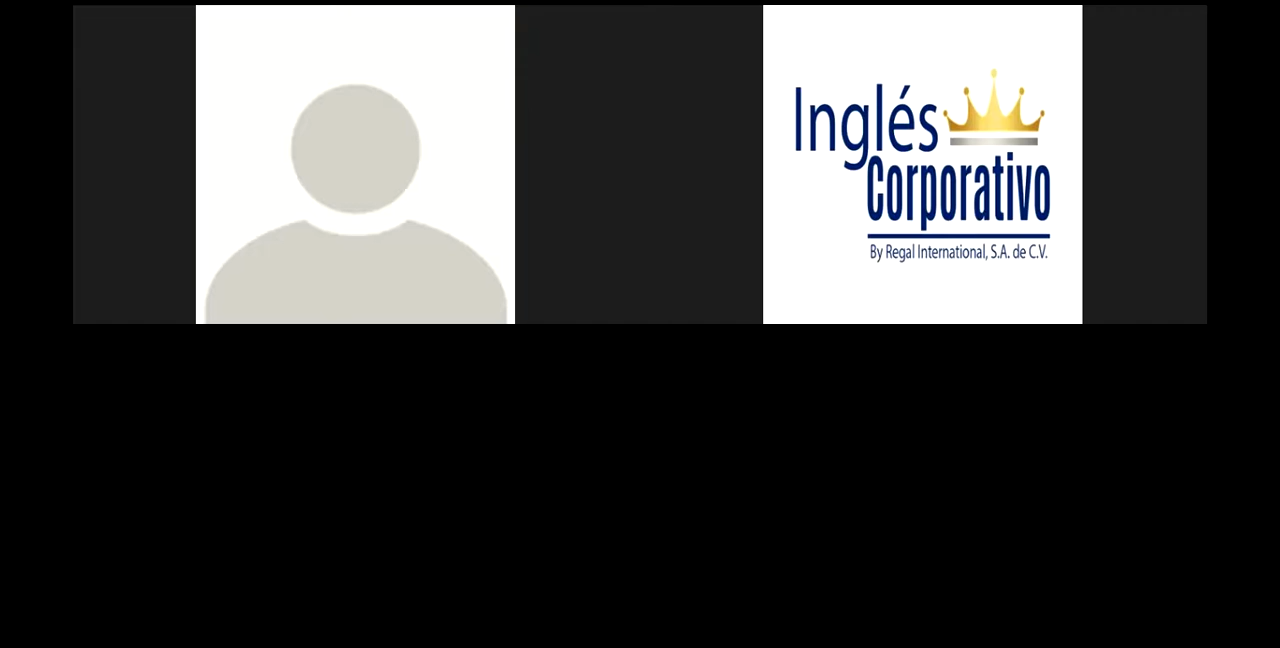 Inglés
Corporativo
By Regal International, S.A. de C.V.